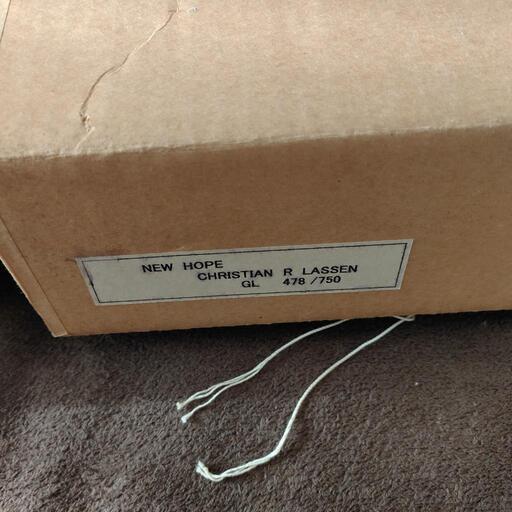 NEW HOPE
CHRISTIAN R LASSEN
GL 478/750